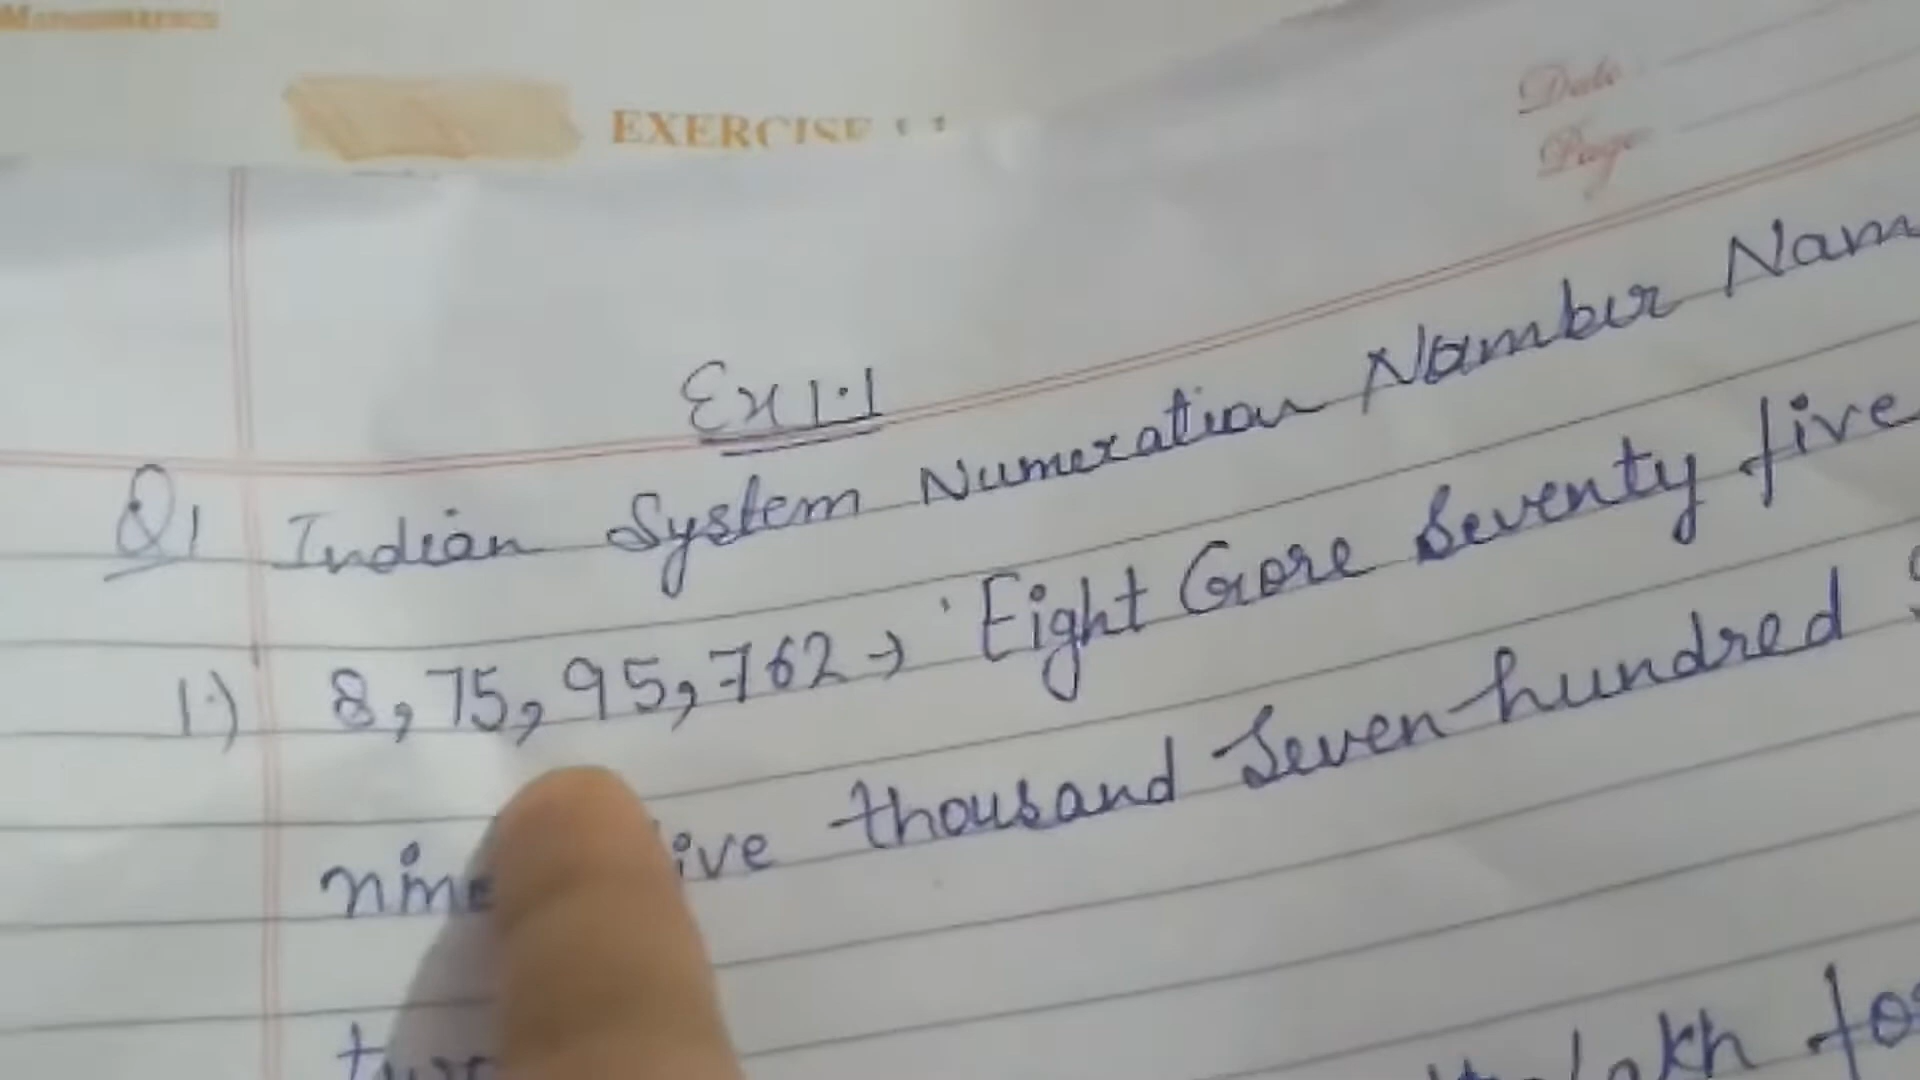 EXERCISE
Date
Page
Ex 1.1
Q1 Indian System Numeration Number Nam
1.) 8,75,95,762 → Eight Crore Seventy five
nine ive thousand Seven hundred
lakh fo